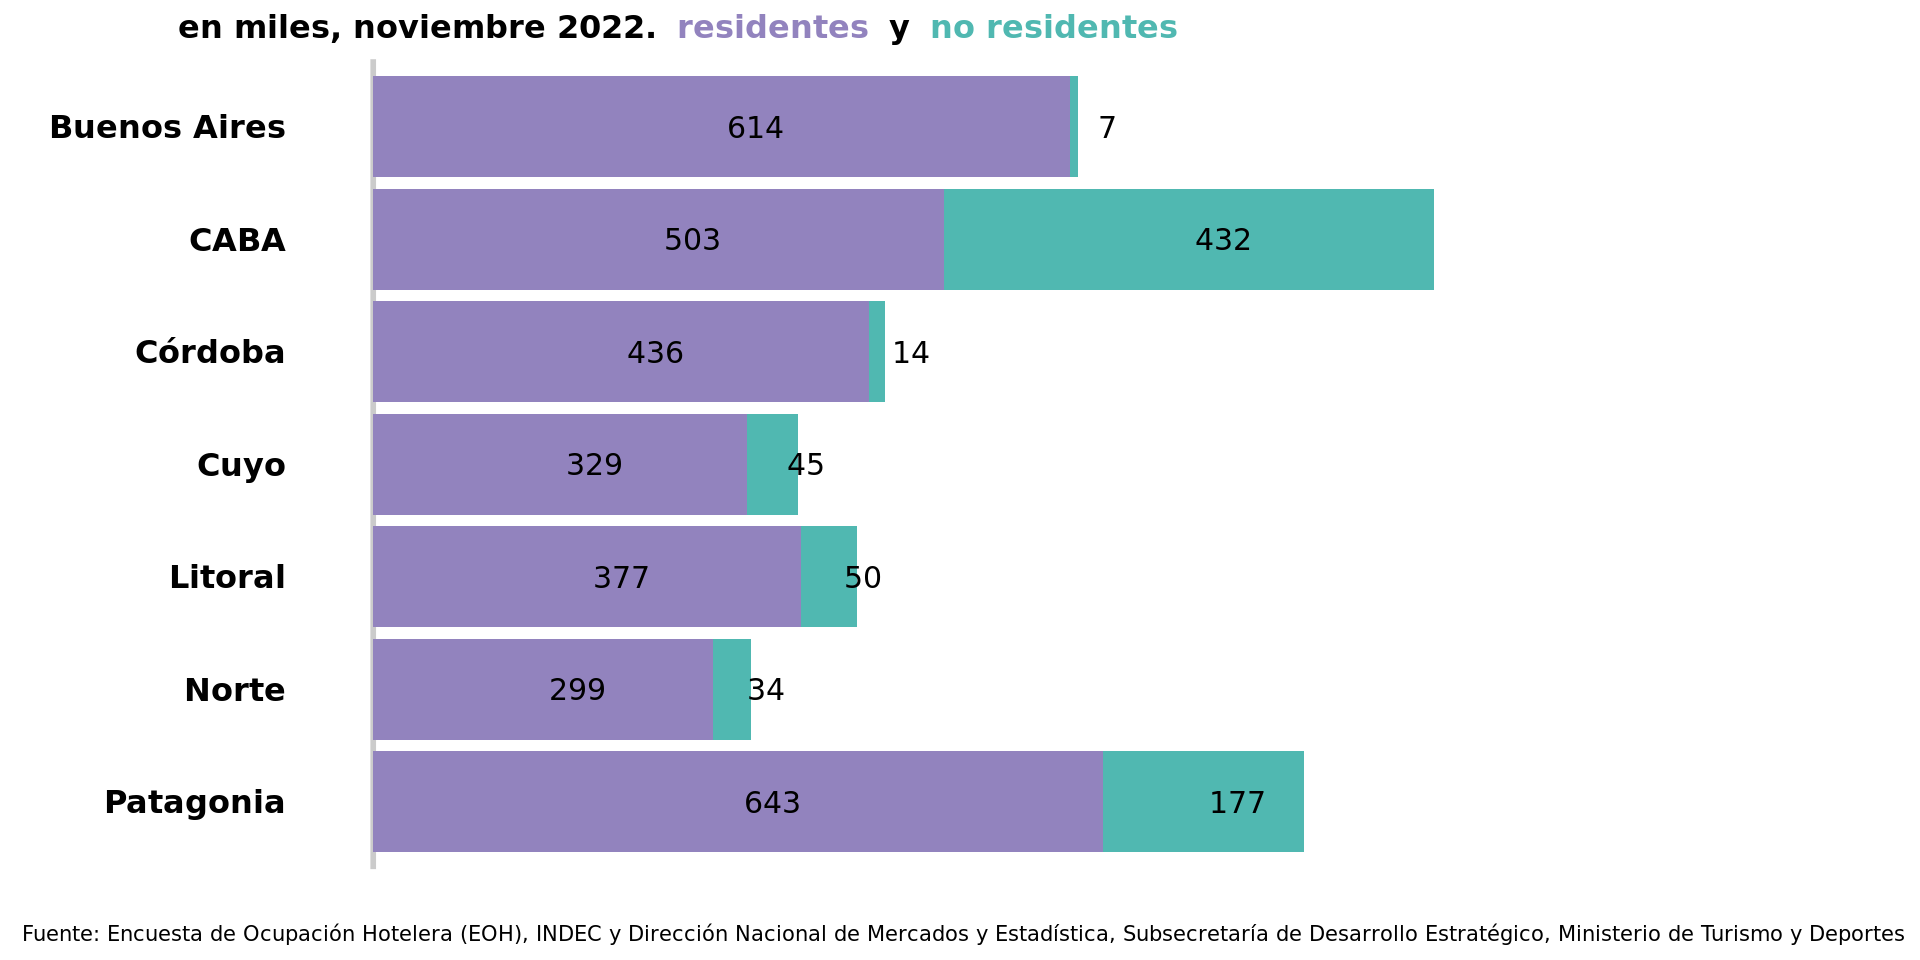 en miles, noviembre 2022. residentes y no residentes
Buenos Aires 614 7
CABA 503 432
Córdoba 436 14
Cuyo 329 45
Litoral 377 50
Norte 299 34
Patagonia 643 177
Fuente: Encuesta de Ocupación Hotelera (EOH), INDEC y Dirección Nacional de Mercados y Estadística, Subsecretaría de Desarrollo Estratégico, Ministerio de Turismo y Deportes